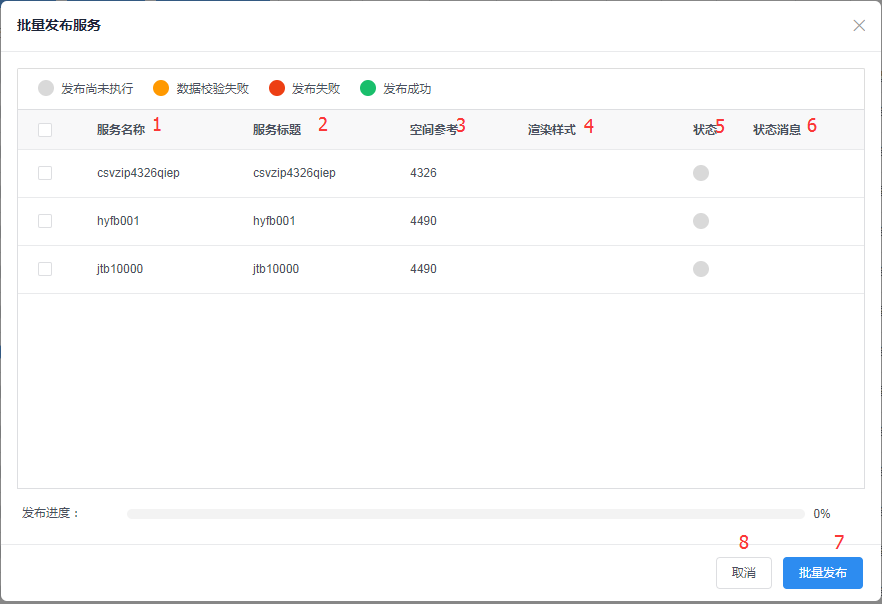 批量发布服务
发布尚未执行 数据校验失败 发布失败 发布成功
服务名称 1 服务标题 2 空间参考 3 渲染样式 4 状态 5 状态消息 6
csvzip4326qiep csvzip4326qiep 4326
hyfb001 hyfb001 4490
jtb10000 jtb10000 4490
发布进度： 0%
8 7
取消 批量发布